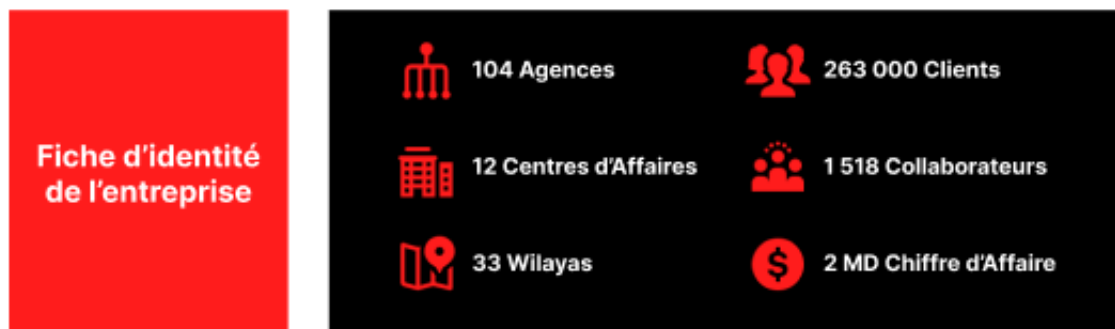 Fiche d'identité
de l'entreprise
104 Agences
263 000 Clients
12 Centres d'Affaires
1 518 Collaborateurs
33 Wilayas
$
2 MD Chiffre d'Affaire